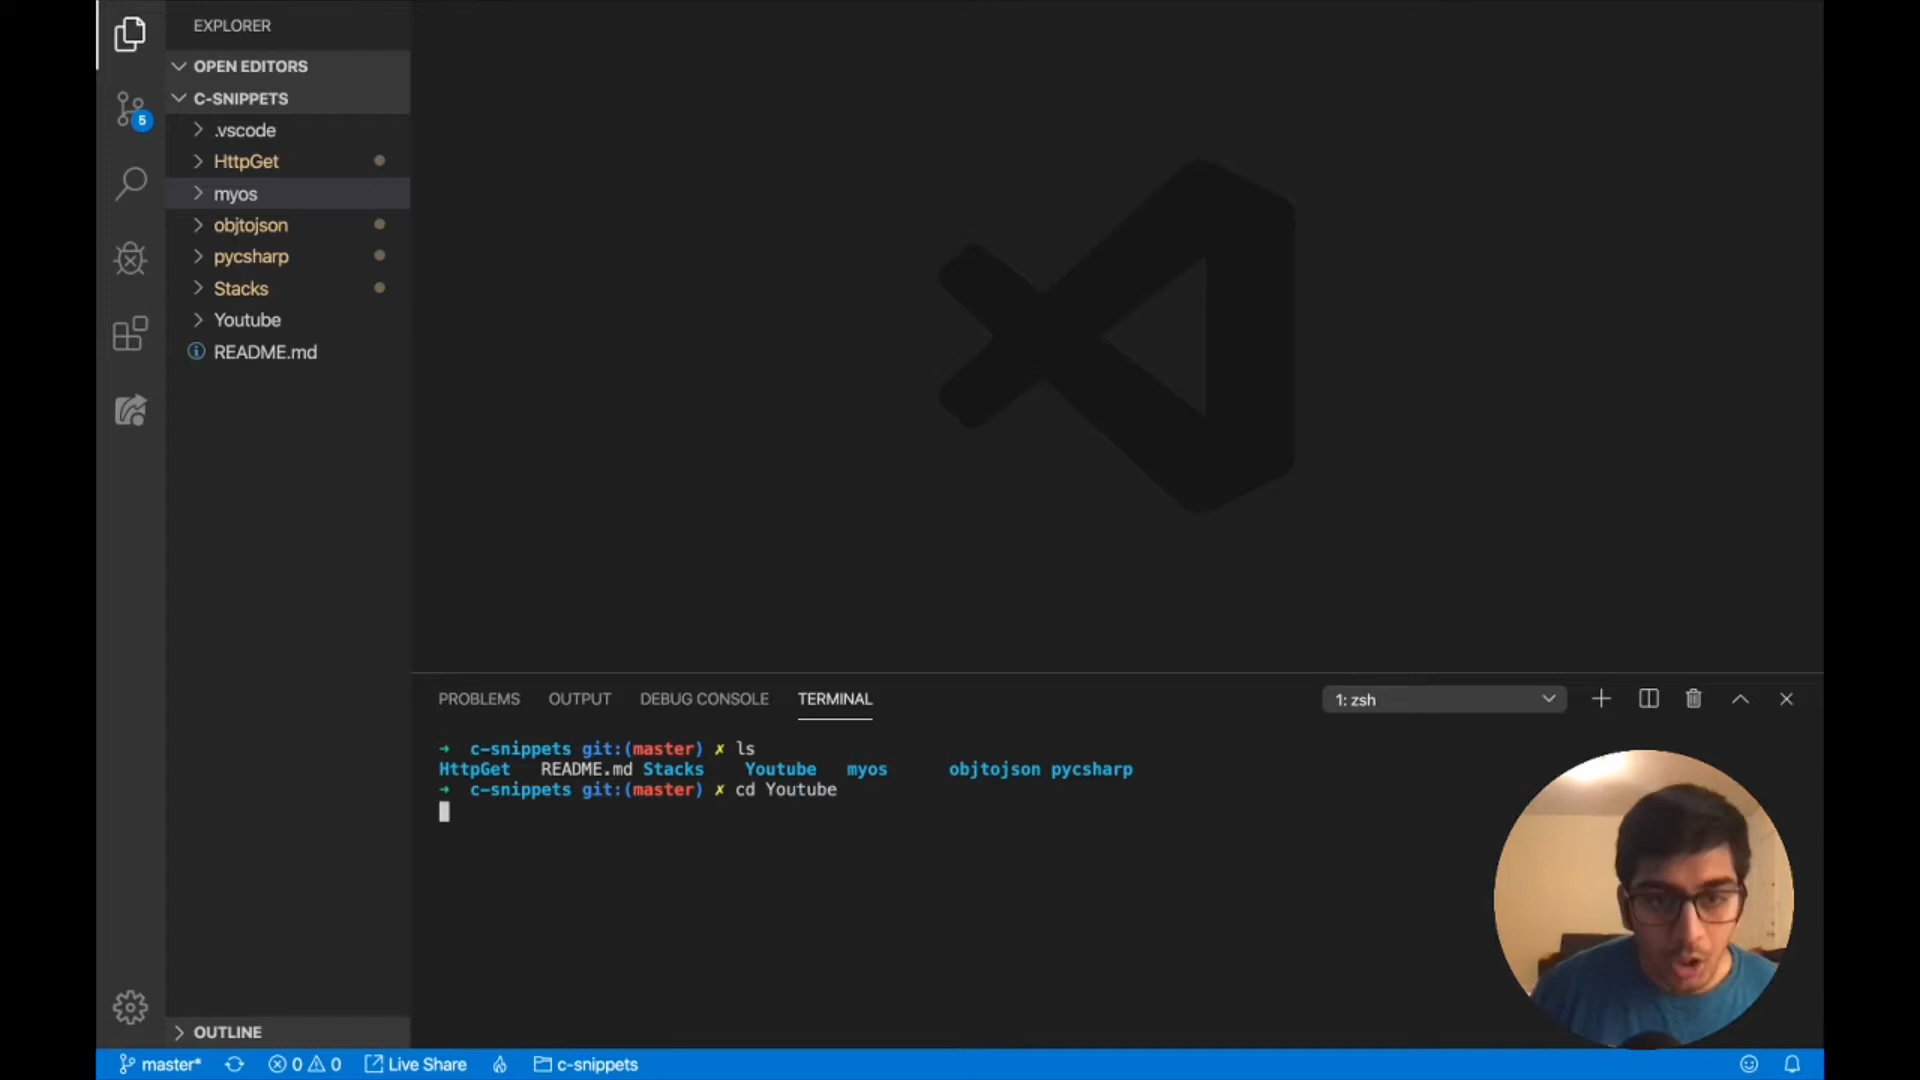 EXPLORER
OPEN EDITORS
C-SNIPPETS
5
.vscode
HttpGet
myos
objtojson
pycsharp
Stacks
Youtube
README.md
PROBLEMS OUTPUT DEBUG CONSOLE TERMINAL 1: zsh
→ c-snippets git:(master) ✗ ls
HttpGet README.md Stacks Youtube myos objtojson pycsharp
→ c-snippets git:(master) ✗ cd Youtube
OUTLINE
master* 0 0 Live Share c-snippets